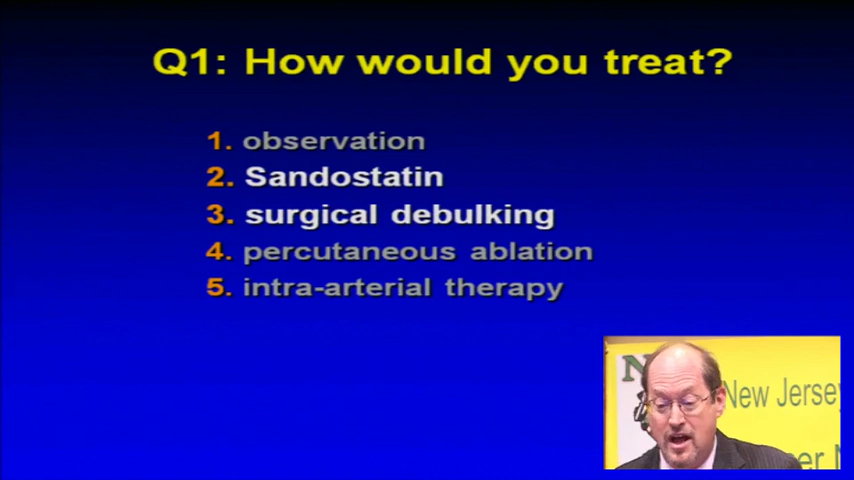 Q1: How would you treat?
1. observation
2. Sandostatin
3. surgical debulking
4. percutaneous ablation
5. intra-arterial therapy
New Jersey